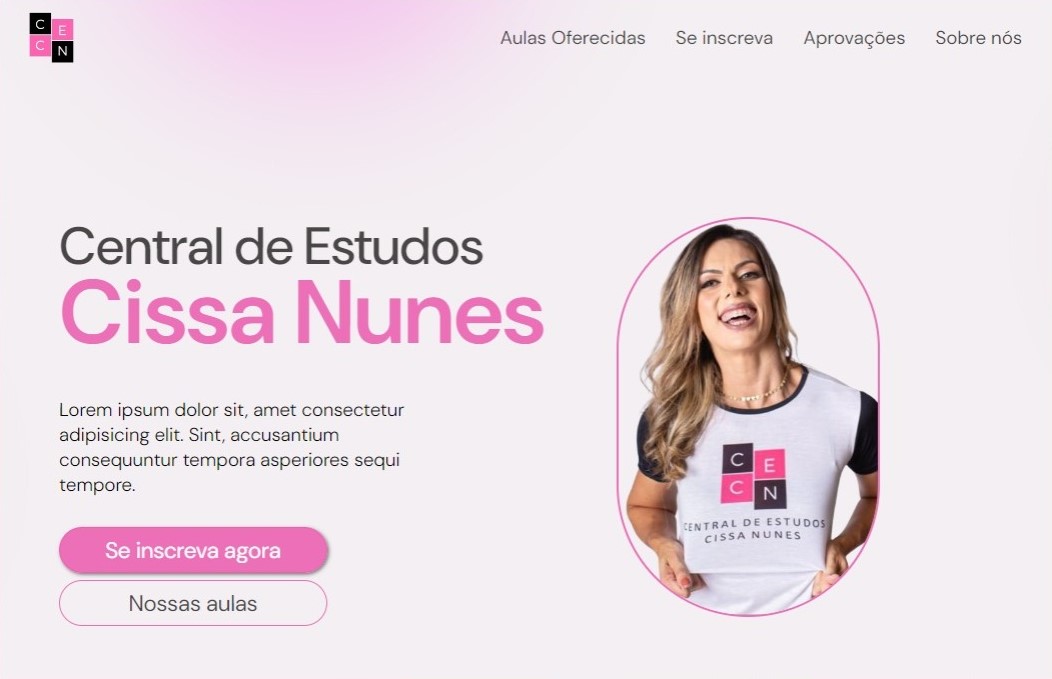 C E
C N
Aulas Oferecidas Se inscreva Aprovações Sobre nós
Central de Estudos
Cissa Nunes
Lorem ipsum dolor sit, amet consectetur
adipisicing elit. Sint, accusantium
consequuntur tempora asperiores sequi
tempore.
Se inscreva agora
Nossas aulas
C E
C N
CENTRAL DE ESTUDOS
CISSA NUNES